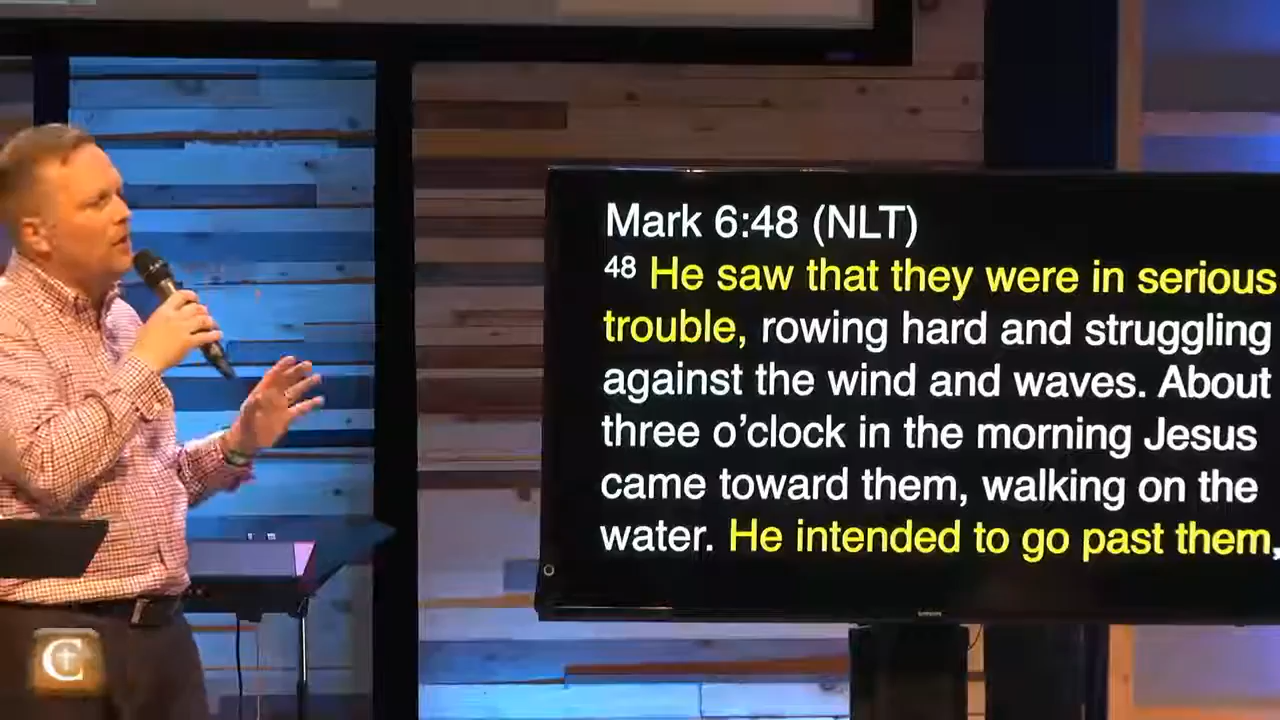 Mark 6:48 (NLT)
48 He saw that they were in serious
trouble, rowing hard and struggling
against the wind and waves. About
three o’clock in the morning Jesus
came toward them, walking on the
water. He intended to go past them,
C